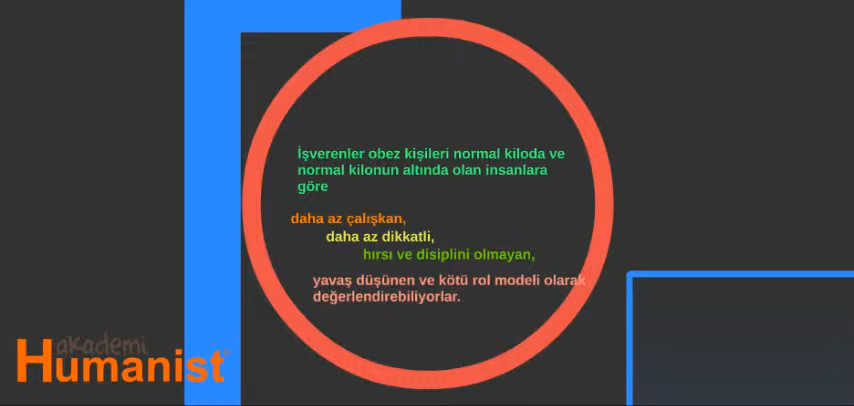 İşverenler obez kişileri normal kiloda ve
normal kilonun altında olan insanlara
göre
daha az çalışkan,
daha az dikkatli,
hırsı ve disiplini olmayan,
yavaş düşünen ve kötü rol modeli olarak
değerlendirebiliyorlar.
akademi
Humanist